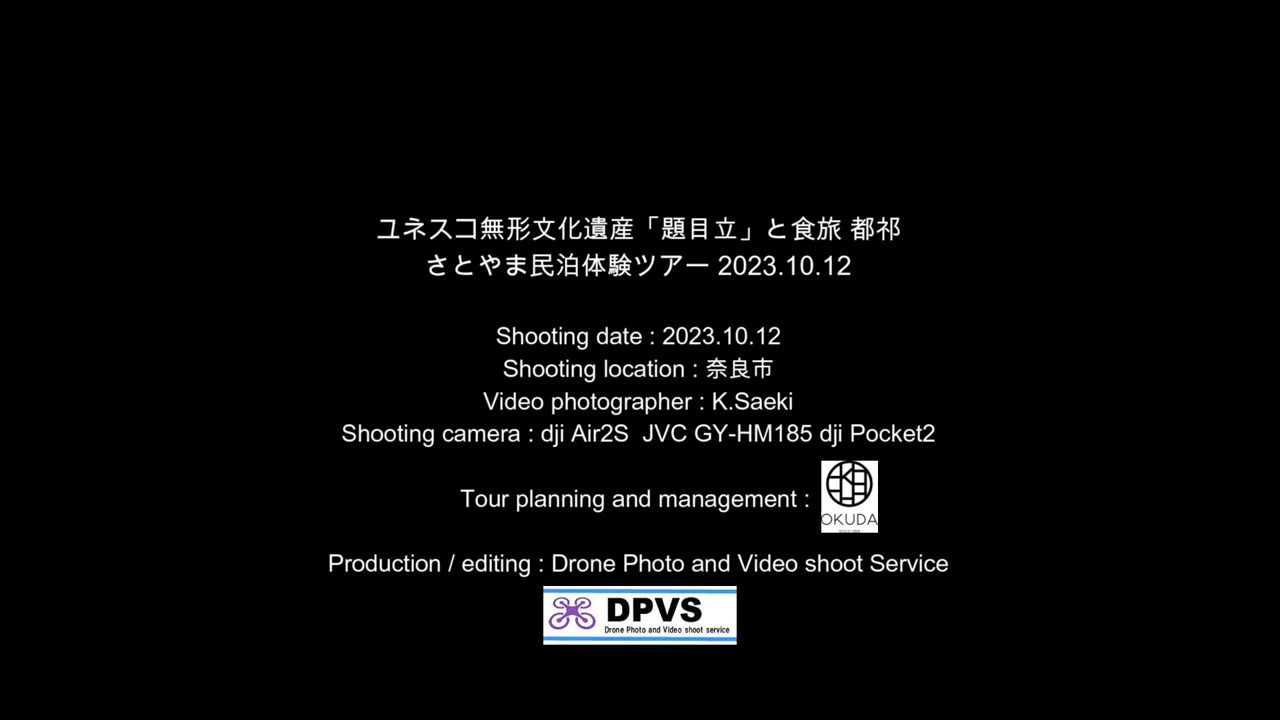 ユネスコ無形文化遺産「題目立」と食旅 都祁
さとやま民泊体験ツアー 2023.10.12
Shooting date : 2023.10.12
Shooting location : 奈良市
Video photographer : K.Saeki
Shooting camera : dji Air2S  JVC GY-HM185 dji Pocket2
Tour planning and management :
OKUDA
Production / editing : Drone Photo and Video shoot Service
DPVS
Drone Photo and Video shoot service